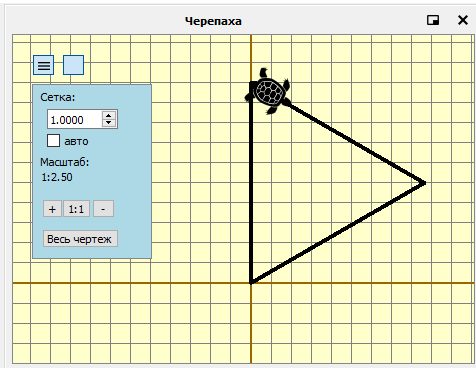 Черепаха
Сетка:
1.0000
авто
Масштаб:
1:2.50
+ 1:1 -
Весь чертеж